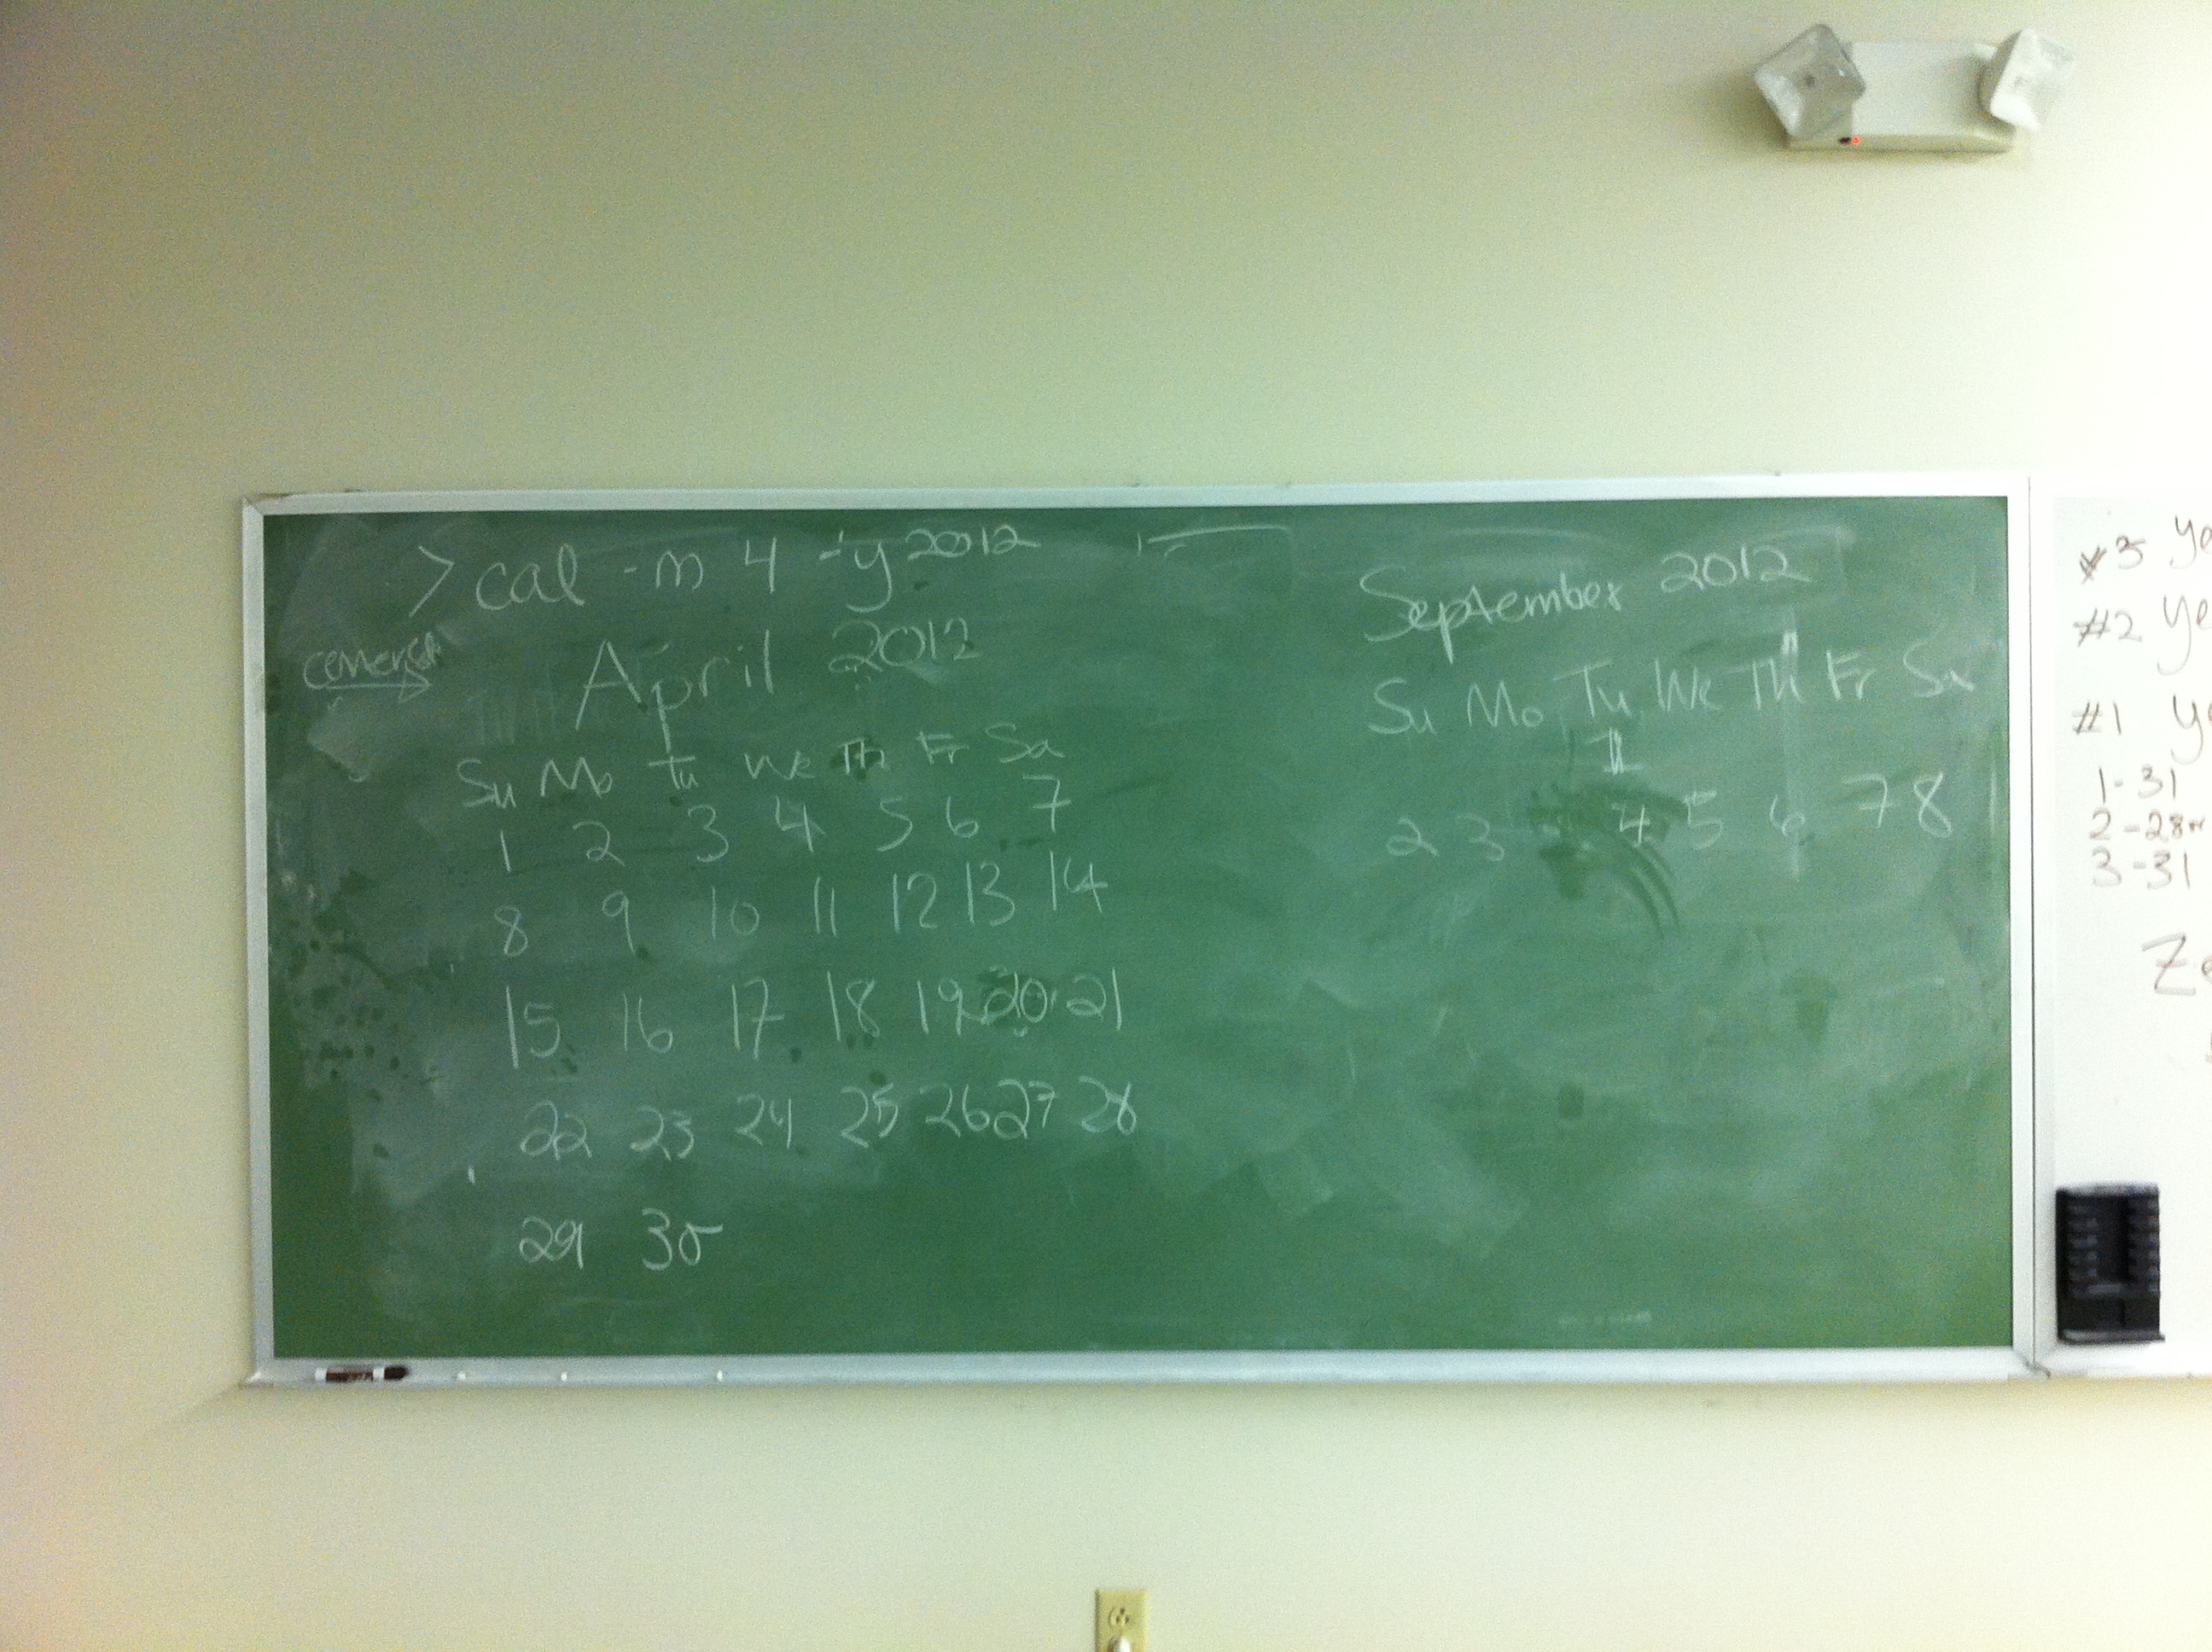 > cal -m 4 -y 2012
centered
April 2012
Su Mo Tu We Th Fr Sa
1 2 3 4 5 6 7
8 9 10 11 12 13 14
15 16 17 18 19 20 21
22 23 24 25 26 27 28
29 30
September 2012
Su Mo Tu We Th Fr Sa
1
2 3 4 5 6 7 8
#3 Ye
#2 Ye
#1 Ye
1-31
2-28
3-31